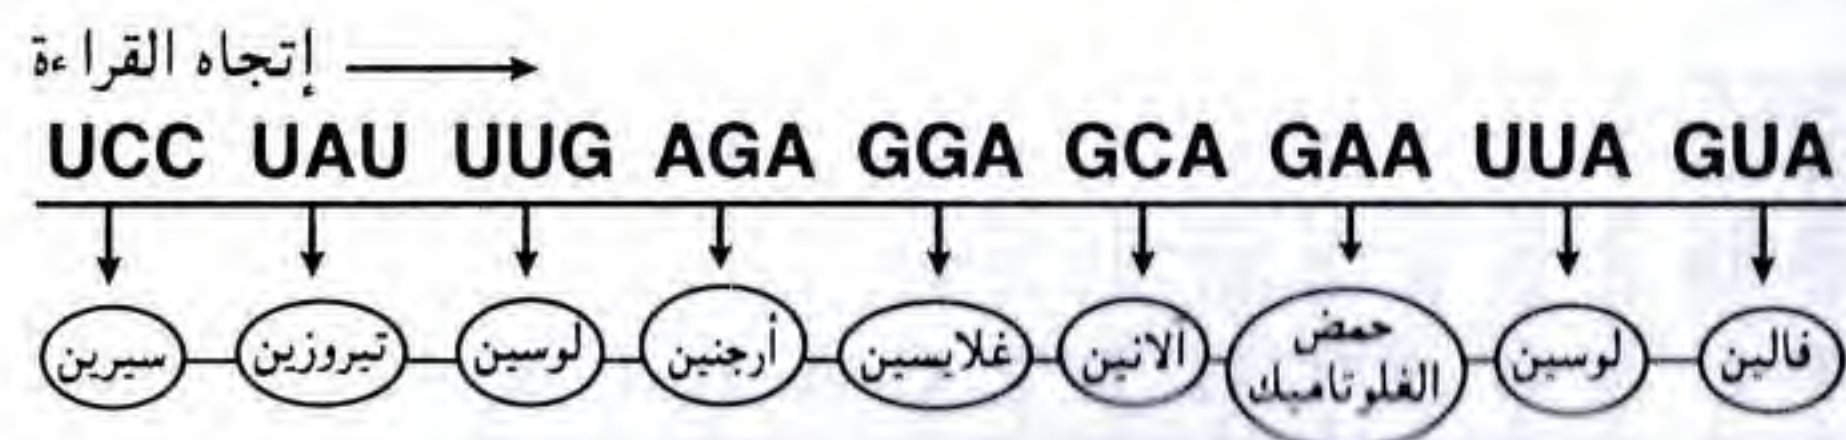 إتجاه القراءة
UCC UAU UUG AGA GGA GCA GAA UUA GUA
سيرين تيروزين لوسين أرجنين غلايسين الانين حمض الغلوتاميك لوسين فالين